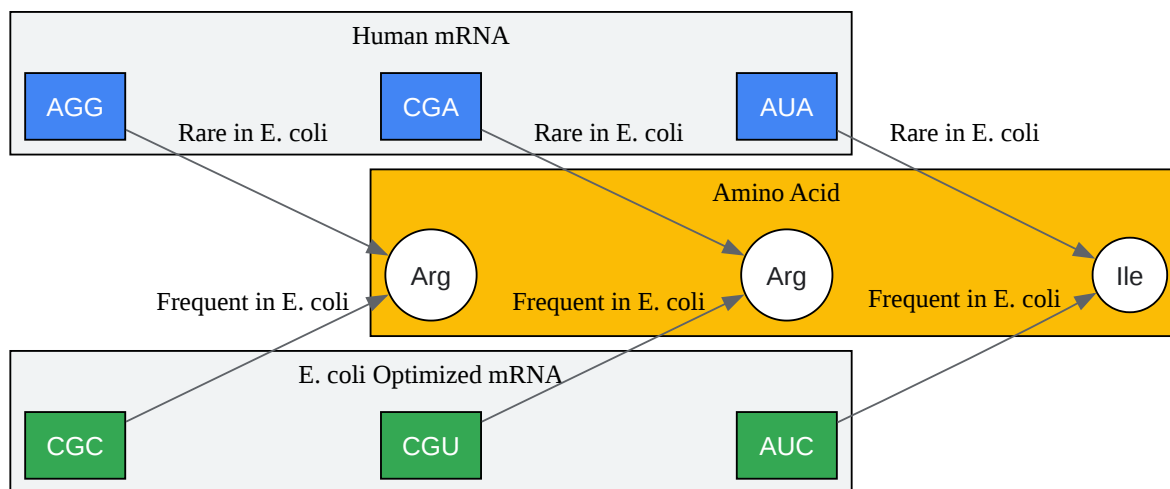 Human mRNA
AGG
CGA
AUA
Rare in E. coli
Rare in E. coli
Rare in E. coli
Amino Acid
Arg
Arg
Ile
Frequent in E. coli
Frequent in E. coli
Frequent in E. coli
E. coli Optimized mRNA
CGC
CGU
AUC